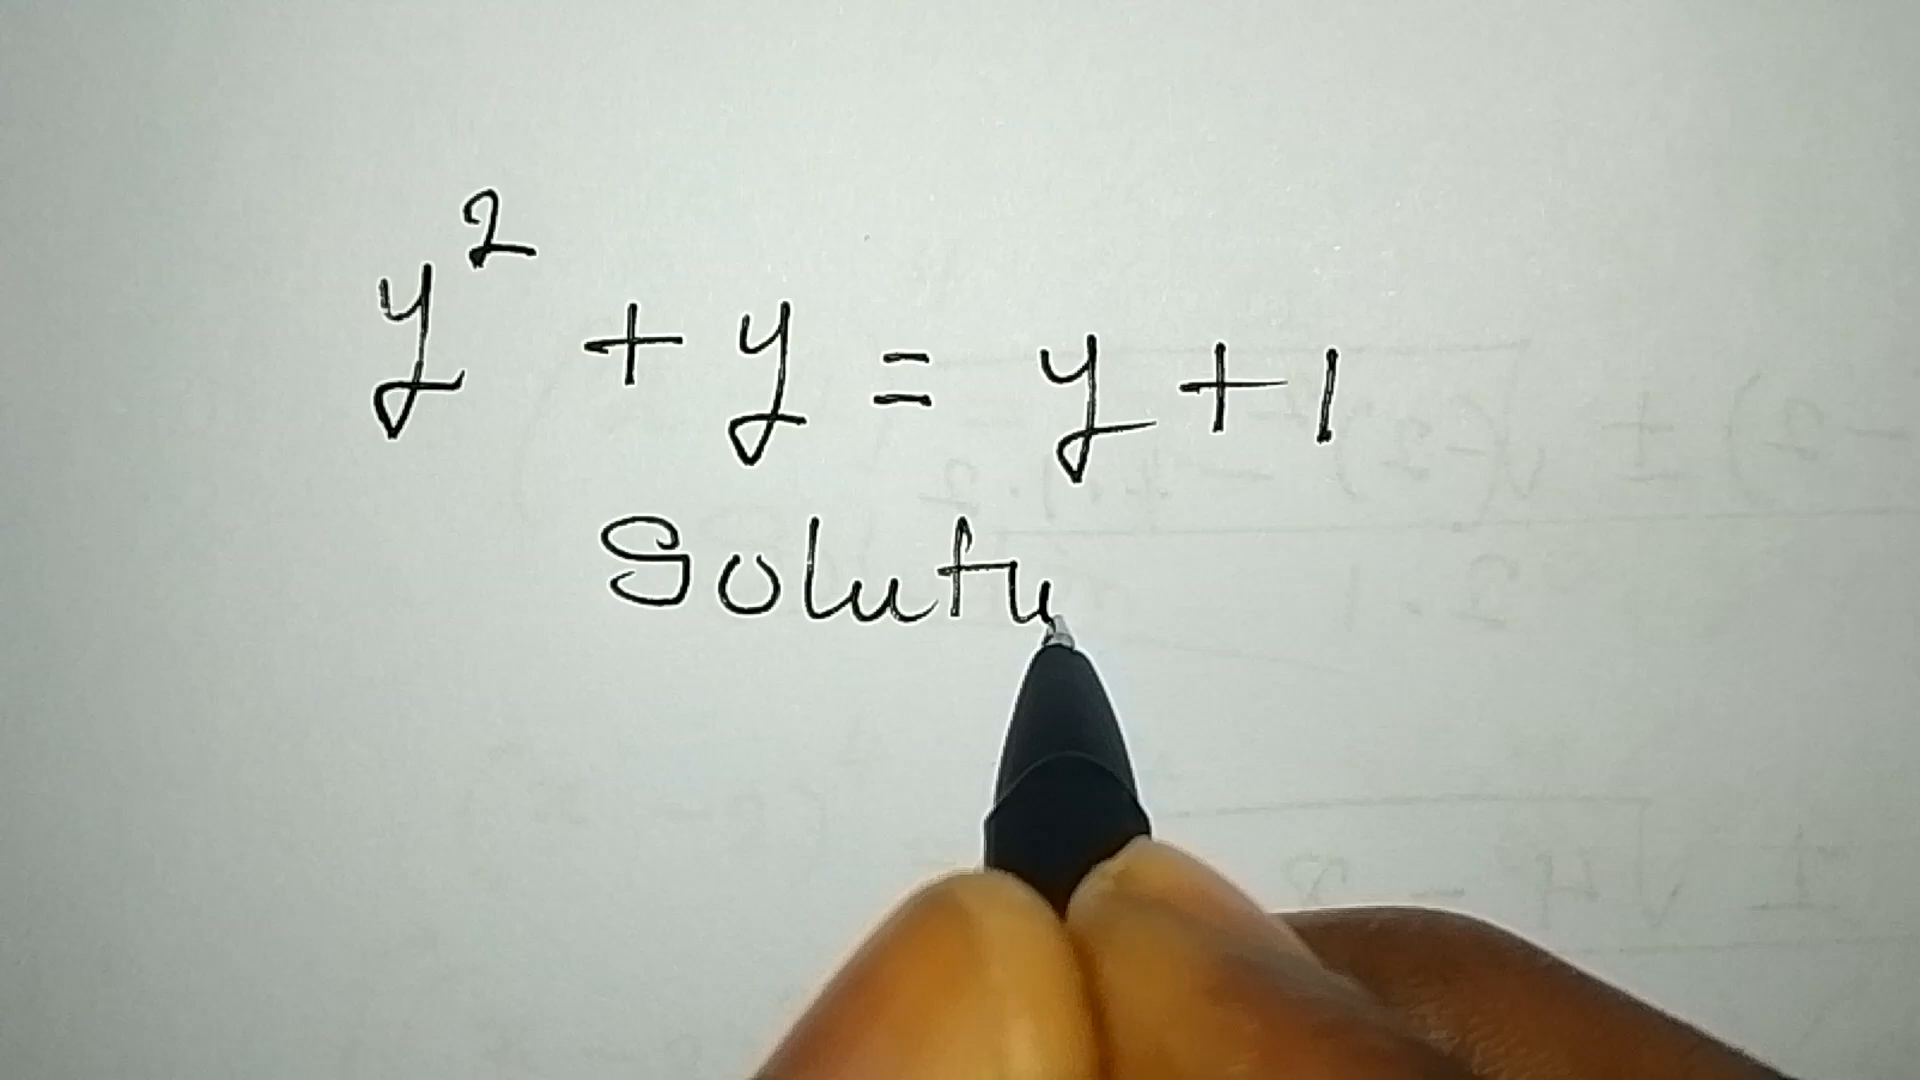 y² + y = y + 1
Solutu